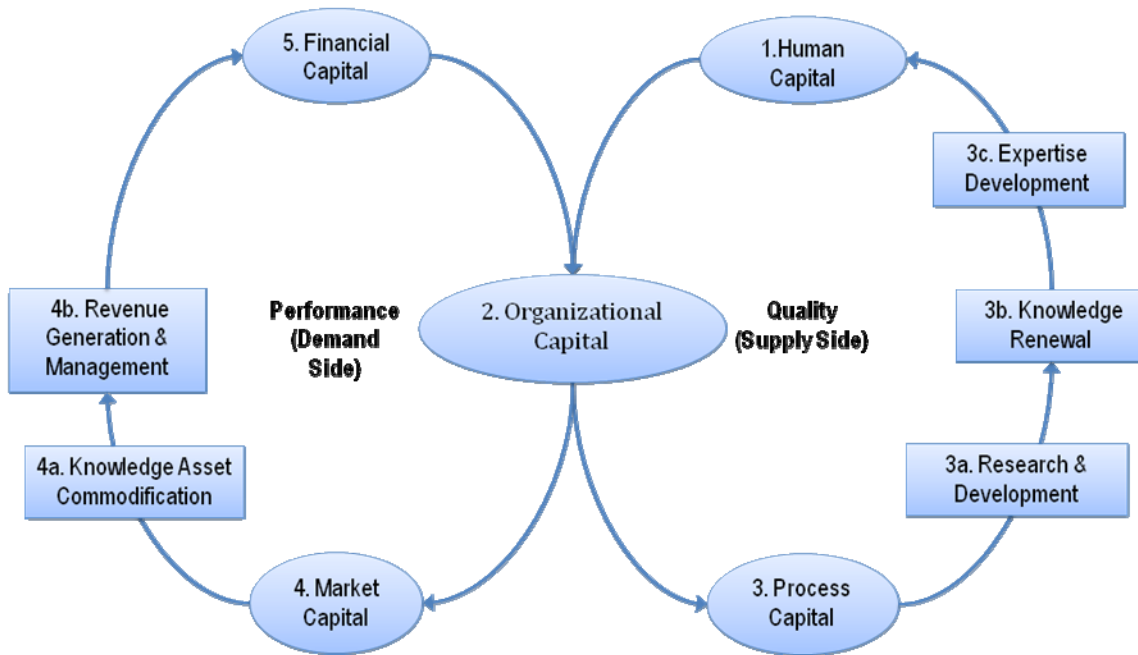 5. Financial
Capital
1.Human
Capital
3c. Expertise
Development
4b. Revenue
Generation &
Management
Performance
(Demand
Side)
2. Organizational
Capital
Quality
(Supply Side)
3b. Knowledge
Renewal
4a. Knowledge Asset
Commodification
3a. Research &
Development
4. Market
Capital
3. Process
Capital